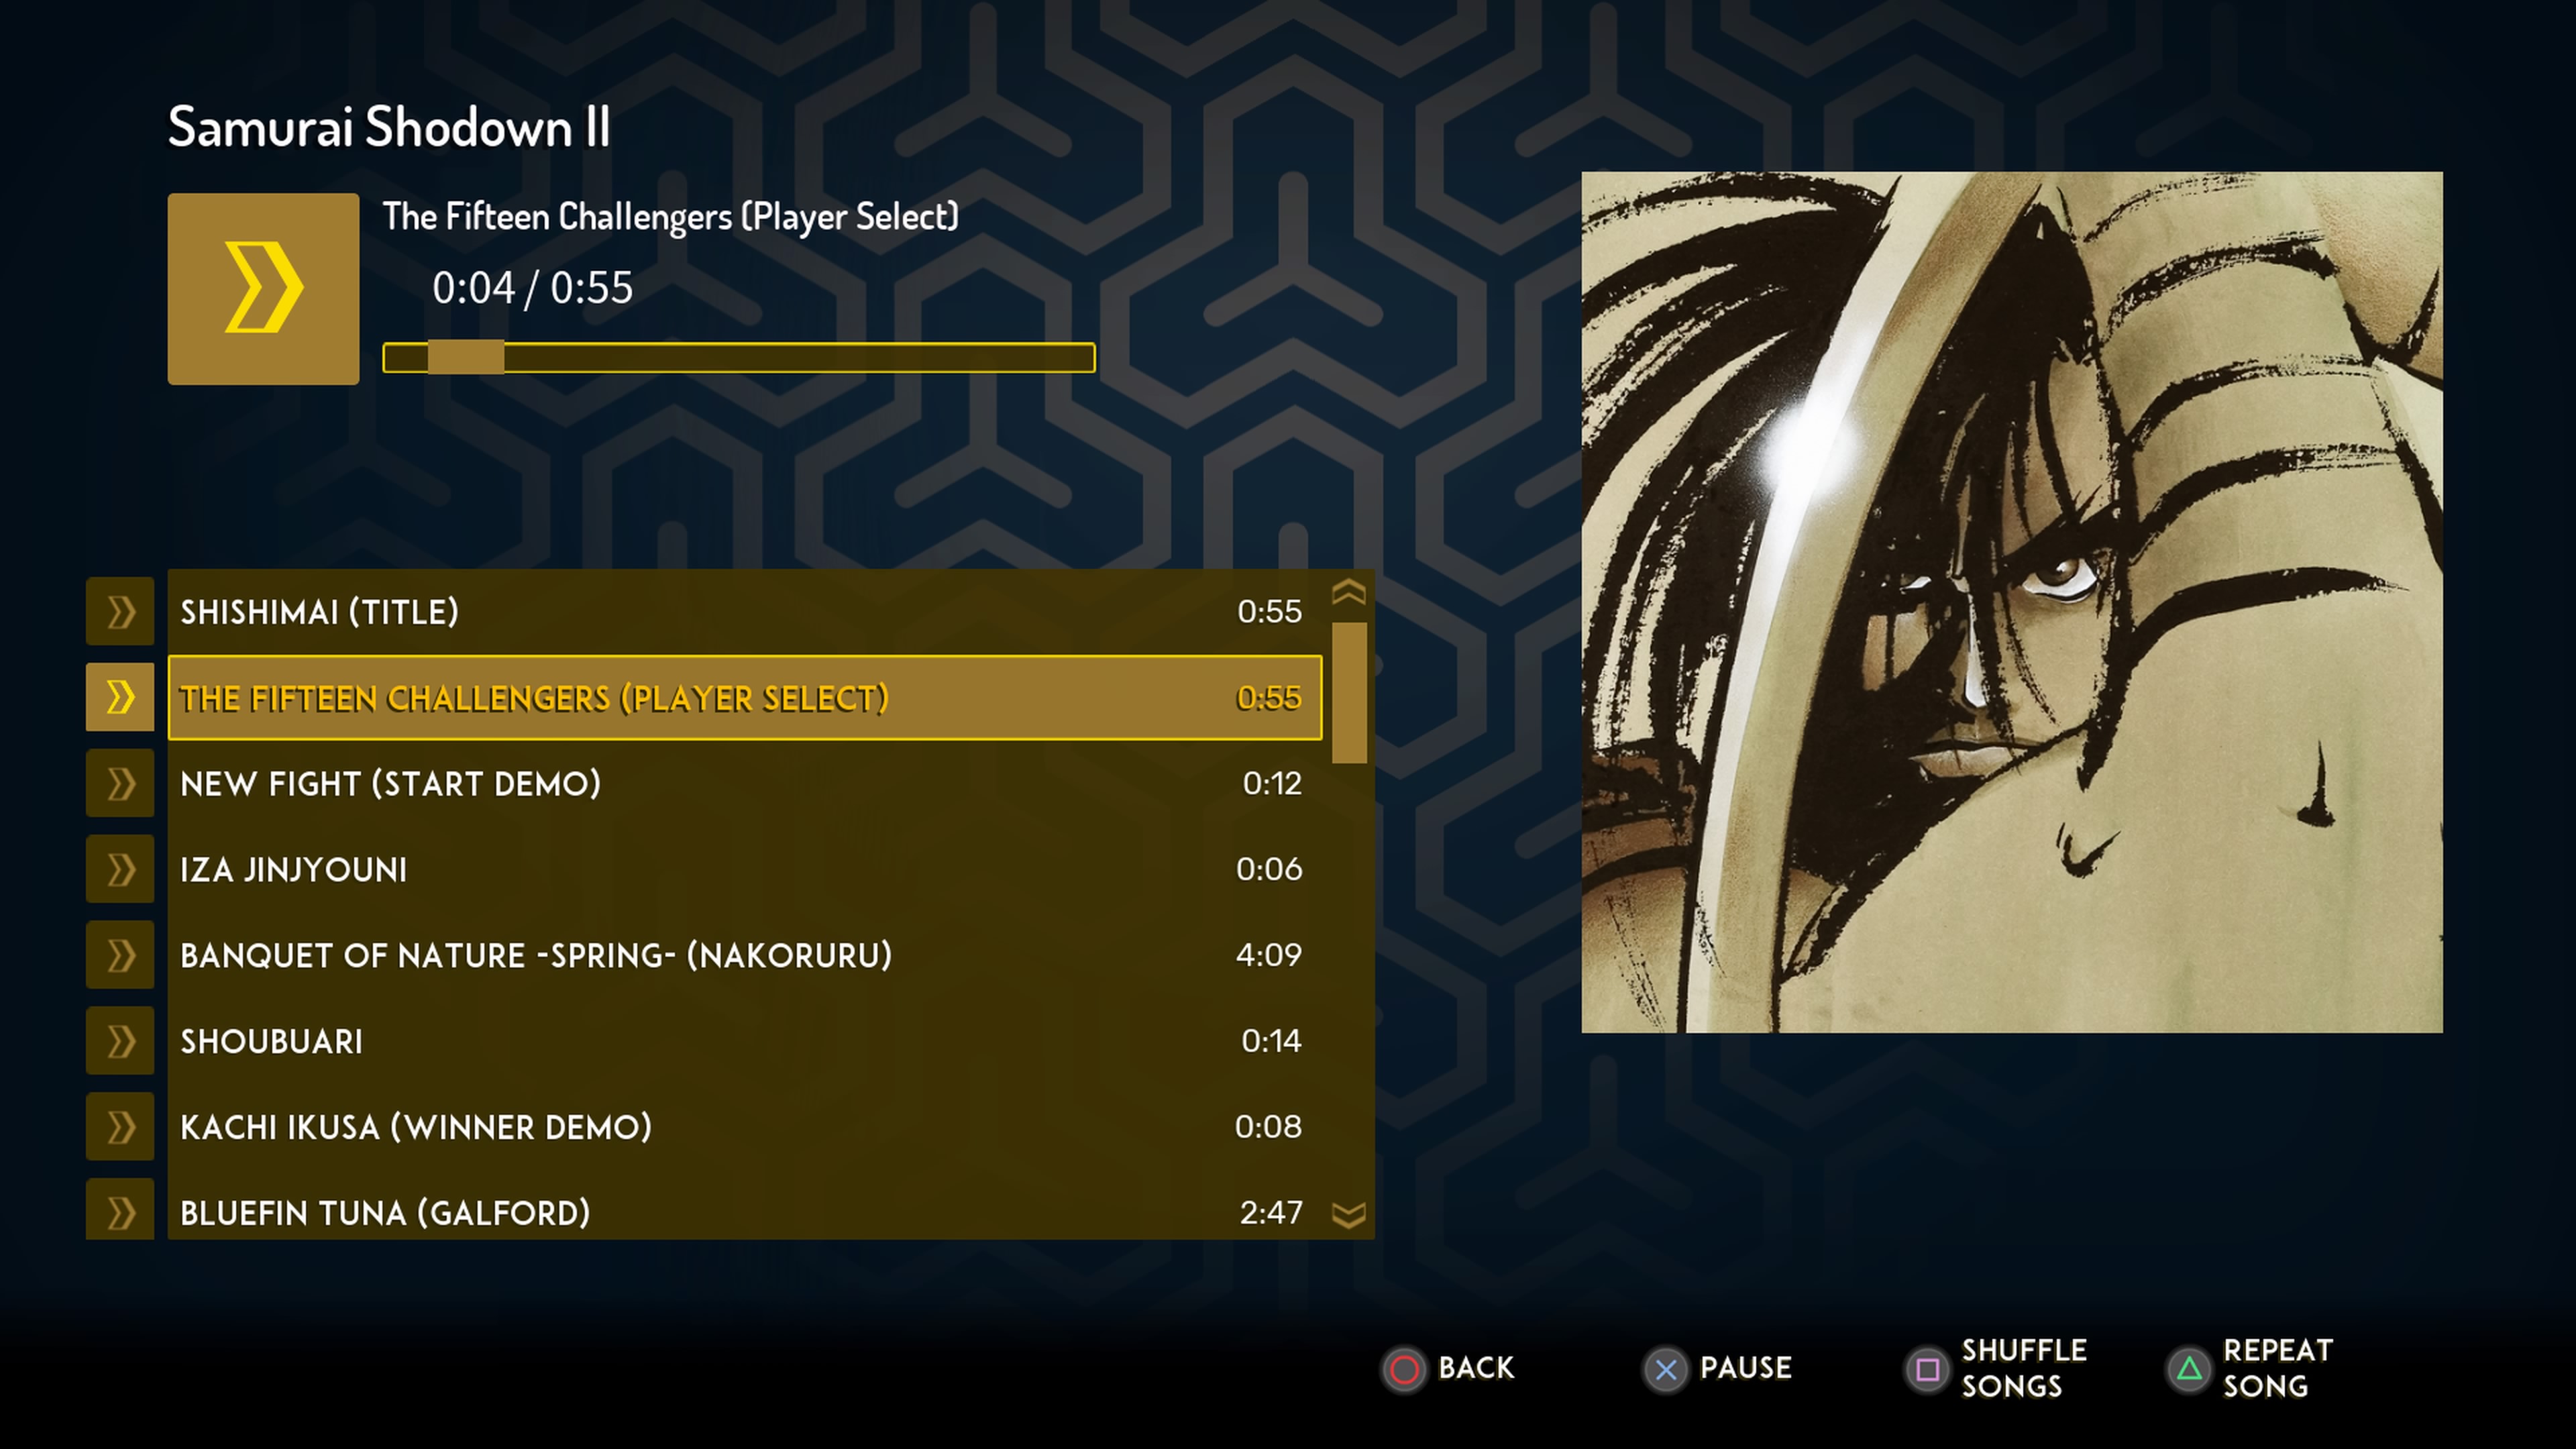 Samurai Shodown II
The Fifteen Challengers (Player Select)
0:04 / 0:55
SHISHIMAI (TITLE) 0:55
THE FIFTEEN CHALLENGERS (PLAYER SELECT) 0:55
NEW FIGHT (START DEMO) 0:12
IZA JINJYOUNI 0:06
BANQUET OF NATURE -SPRING- (NAKORURU) 4:09
SHOUBUARI 0:14
KACHI IKUSA (WINNER DEMO) 0:08
BLUEFIN TUNA (GALFORD) 2:47
BACK
PAUSE
SHUFFLE
SONGS
REPEAT
SONG